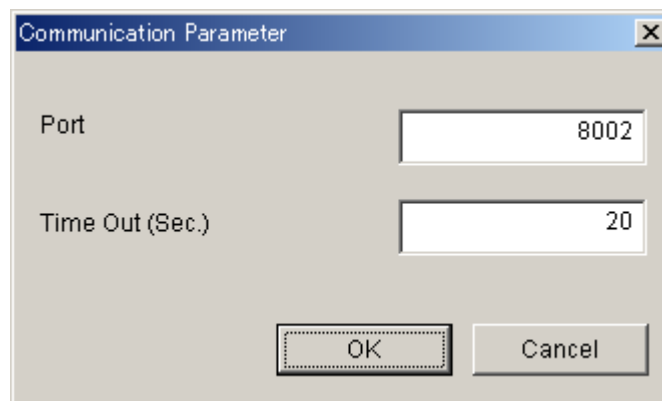 Communication Parameter
Port
8002
Time Out (Sec.)
20
OK
Cancel